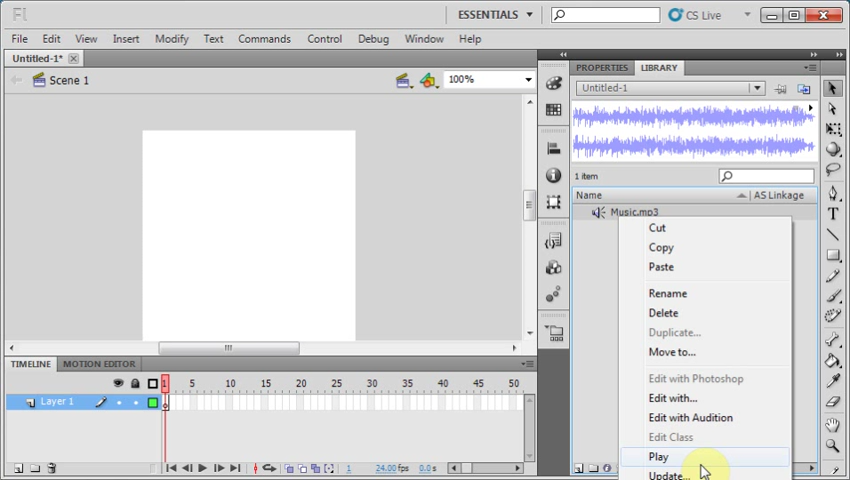 Fl
ESSENTIALS
CS Live
File Edit View Insert Modify Text Commands Control Debug Window Help
Untitled-1*
Scene 1
100%
PROPERTIES LIBRARY
Untitled-1
1 item
Name AS Linkage
Music.mp3
Cut
Copy
Paste
Rename
Delete
Duplicate...
Move to...
Edit with Photoshop
Edit with...
Edit with Audition
Edit Class
Play
Update...
TIMELINE MOTION EDITOR
1 5 10 15 20 25 30 35 40 45 50
Layer 1
1 24.00 fps 0.0 s